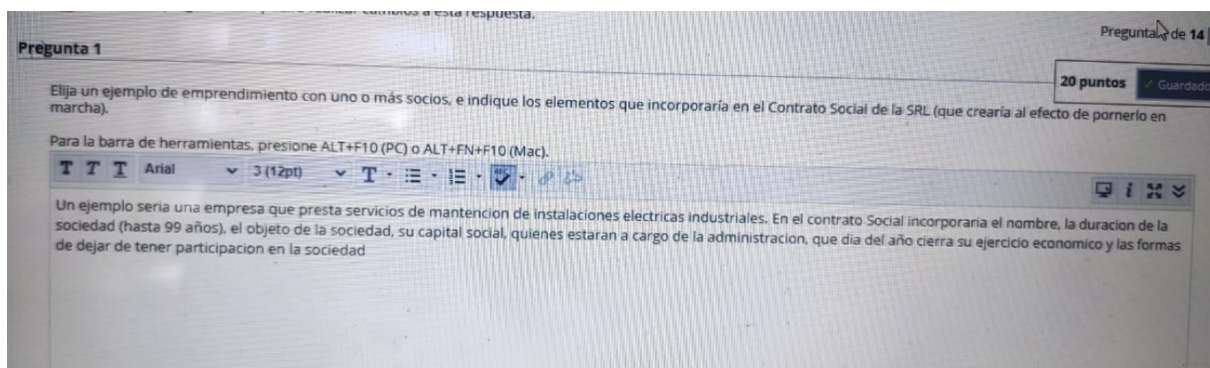 cambios a esta respuesta.
Pregunta de 14
Pregunta 1
20 puntos
Guardado
Elija un ejemplo de emprendimiento con uno o más socios, e indique los elementos que incorporaría en el Contrato Social de la SRL (que crearía al efecto de pornerlo en
marcha).
Para la barra de herramientas, presione ALT+F10 (PC) o ALT+FN+F10 (Mac).
T T T Arial 3 (12pt) T
Un ejemplo seria una empresa que presta servicios de mantencion de instalaciones electricas industriales. En el contrato Social incorporaria el nombre, la duracion de la
sociedad (hasta 99 años), el objeto de la sociedad, su capital social, quienes estaran a cargo de la administracion, que dia del año cierra su ejercicio economico y las formas
de dejar de tener participacion en la sociedad